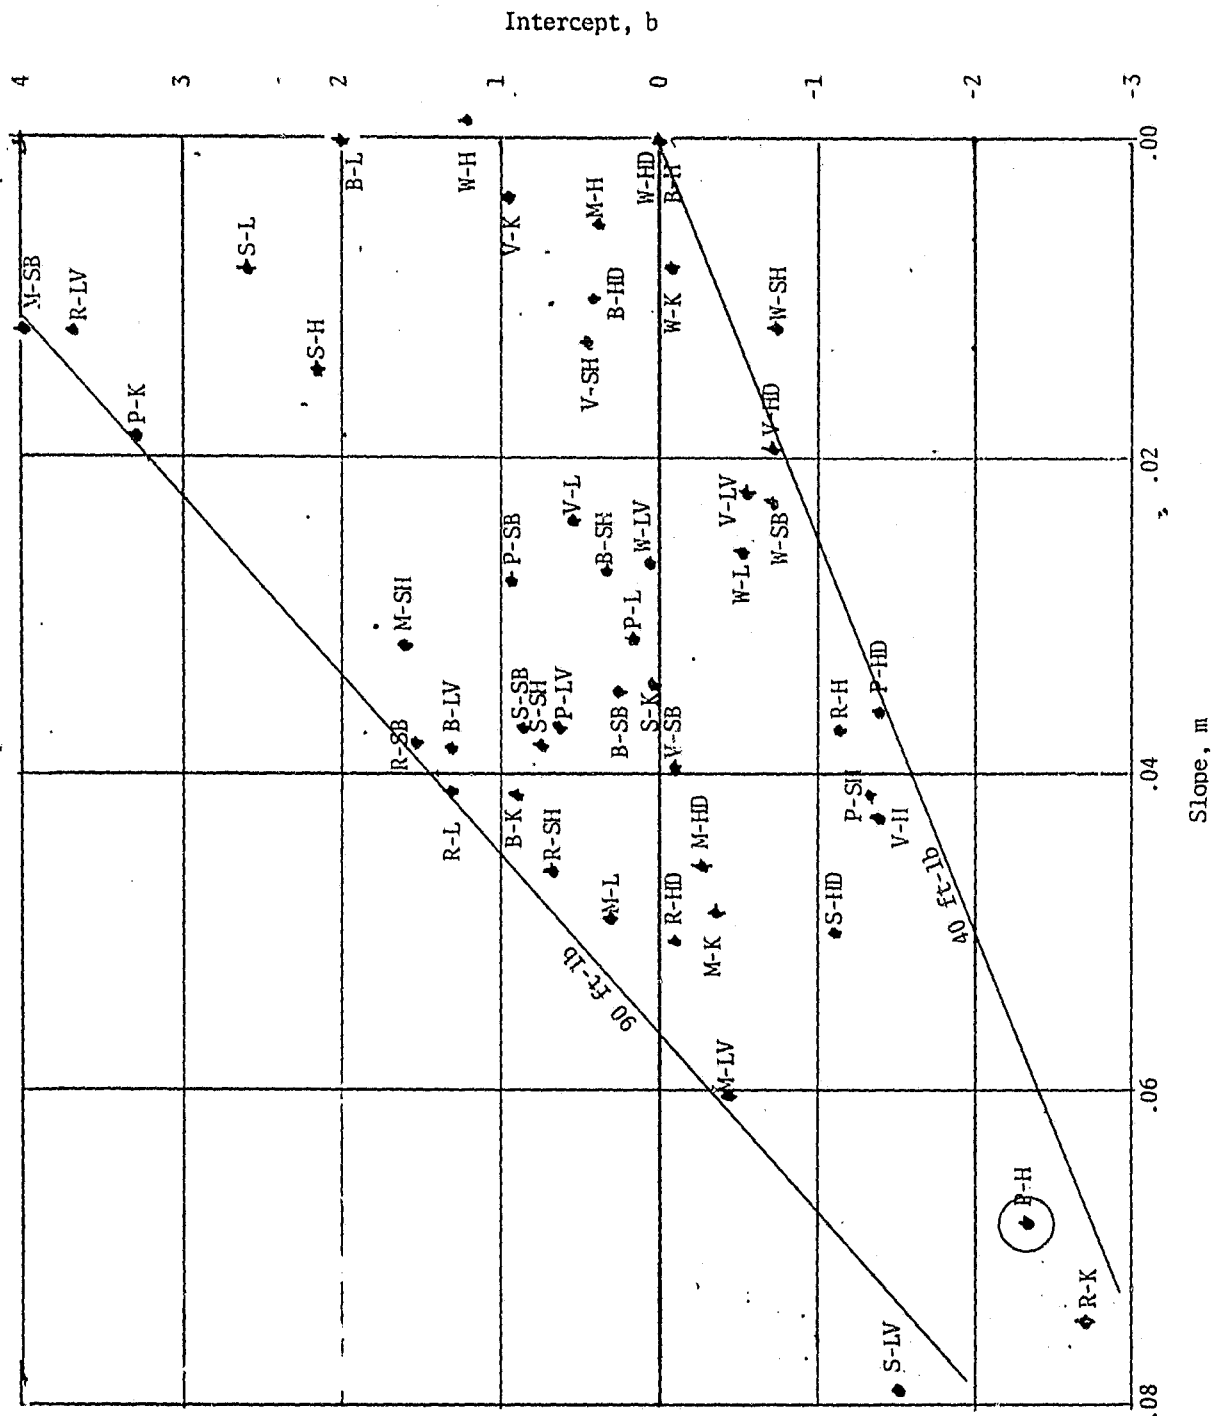 Intercept, b
4
3
2
1
0
-1
-2
-3
.00
.02
.04
.06
.08
Slope, m
M-SB
R-LV
S-L
B-L
W-H
V-K
M-H
W-HD
B-H
S-H
P-K
B-HD
V-SH
W-K
W-SH
V-HD
V-LV
W-SB
W-L
V-L
B-SH
W-LV
P-SB
P-L
M-SH
R-SB
B-LV
S-SB
S-SH
P-LV
B-SB
S-K
V-SB
R-H
P-HD
R-L
B-K
R-SH
M-L
M-HD
R-HD
M-K
P-SH
V-H
S-HD
90 ft-lb
40 ft-lb
M-LV
P-H
R-K
S-LV